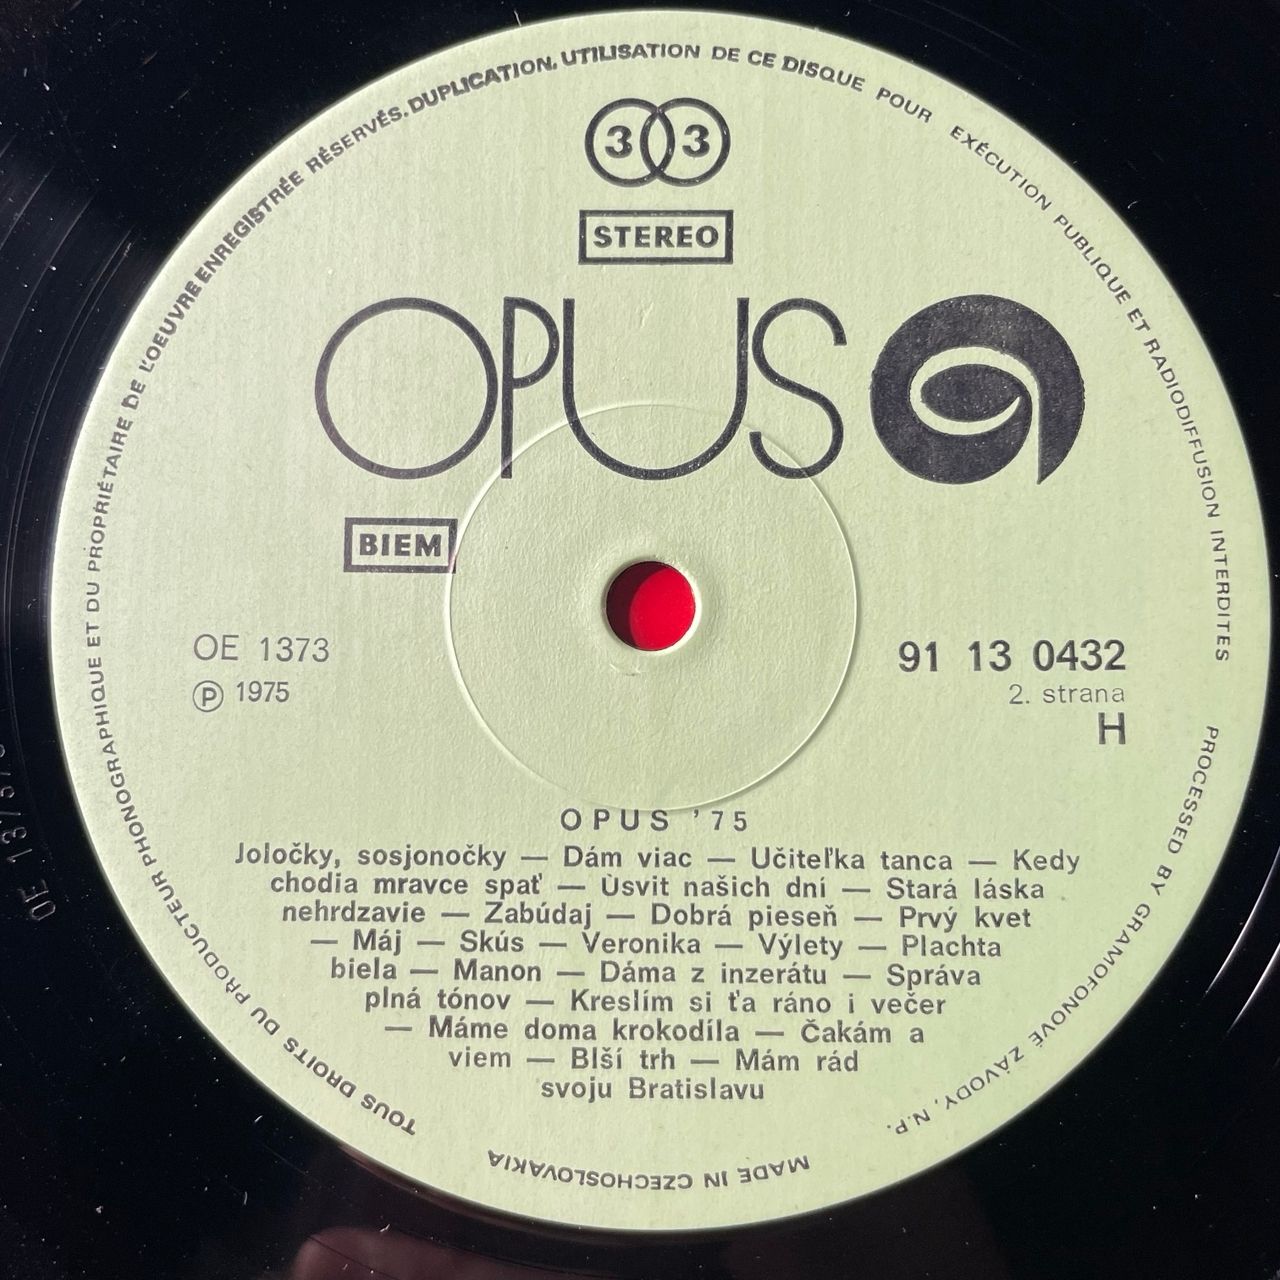 TOUS DROITS DU PRODUCTEUR PHONOGRAPHIQUE ET DU PROPRIÉTAIRE DE L'OEUVRE ENREGISTRÉE RÉSERVÉS. DUPLICATION, UTILISATION DE CE DISQUE POUR EXÉCUTION PUBLIQUE ET RADIODIFFUSION INTERDITES
33
STEREO
OPUS
BIEM
OE 1373
℗ 1975
91 13 0432
2. strana
H
OPUS '75
Joločky, sosjonočky — Dám viac — Učiteľka tanca — Kedy
chodia mravce spať — Ùsvit našich dní — Stará láska
nehrdzavie — Zabúdaj — Dobrá pieseň — Prvý kvet
— Máj — Skús — Veronika — Výlety — Plachta
biela — Manon — Dáma z inzerátu — Správa
plná tónov — Kreslím si ťa ráno i večer
— Máme doma krokodíla — Čakám a
viem — Blší trh — Mám rád
svoju Bratislavu
PROCESSED BY GRAMOFONOVÉ ZÁVODY, N.P.
MADE IN CZECHOSLOVAKIA